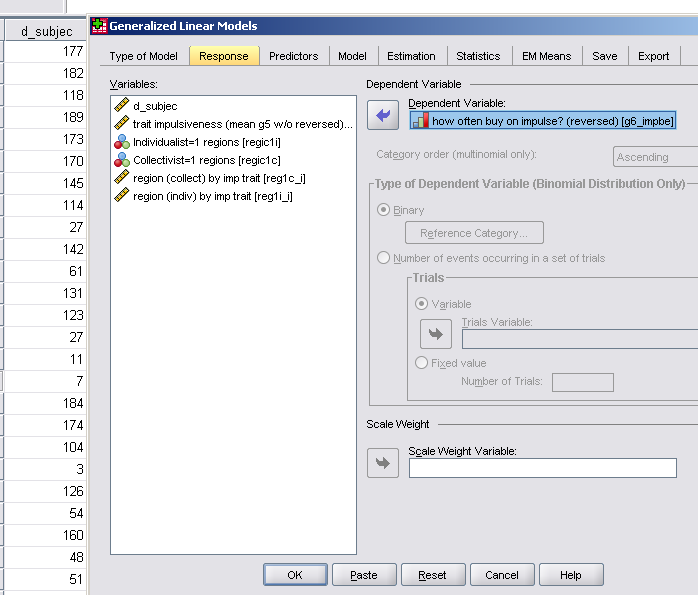 d_subjec
177
182
118
189
173
170
145
114
27
142
61
131
123
27
11
7
184
174
104
3
126
54
160
48
51
Generalized Linear Models
Type of Model Response Predictors Model Estimation Statistics EM Means Save Export
Variables:
d_subjec
trait impulsiveness (mean g5 w/o reversed)...
Individualist=1 regions [regic1i]
Collectivist=1 regions [regic1c]
region (collect) by imp trait [reg1c_i]
region (indiv) by imp trait [reg1i_i]
Dependent Variable
Dependent Variable:
how often buy on impulse? (reversed) [g6_impbe]
Category order (multinomial only):
Ascending
Type of Dependent Variable (Binomial Distribution Only)
Binary
Reference Category...
Number of events occurring in a set of trials
Trials
Variable
Trials Variable:
Fixed value
Number of Trials:
Scale Weight
Scale Weight Variable:
OK Paste Reset Cancel Help